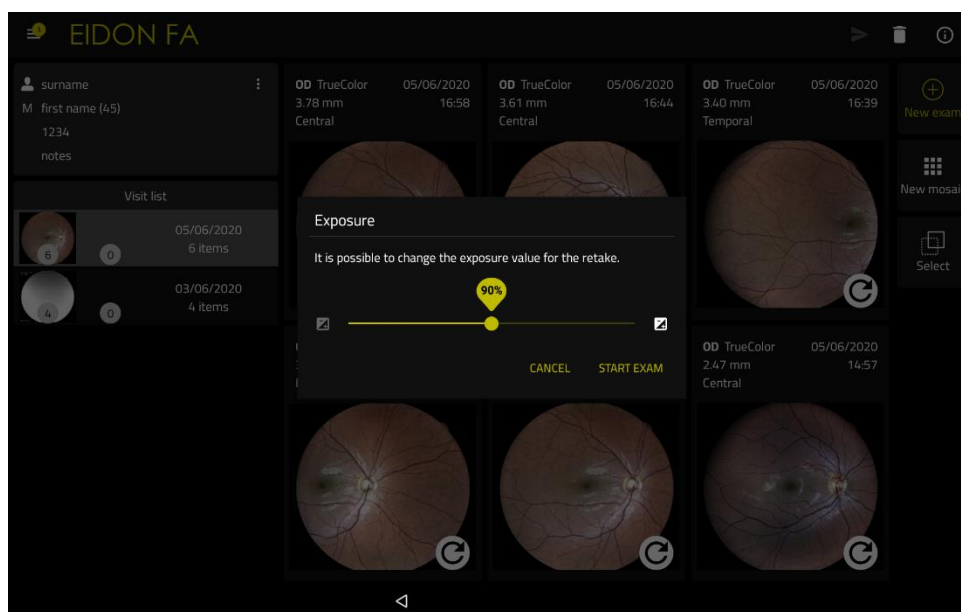 1
EIDON FA
surname
M first name (45)
1234
notes
Visit list
6
0
05/06/2020
6 items
4
0
03/06/2020
4 items
OD TrueColor 05/06/2020
3.78 mm 16:58
Central
OD TrueColor 05/06/2020
3.61 mm 16:44
Central
OD TrueColor 05/06/2020
3.40 mm 16:39
Temporal
New exam
New mosai
Select
Exposure
It is possible to change the exposure value for the retake.
90%
CANCEL START EXAM
OD TrueColor 05/06/2020
2.47 mm 14:57
Central